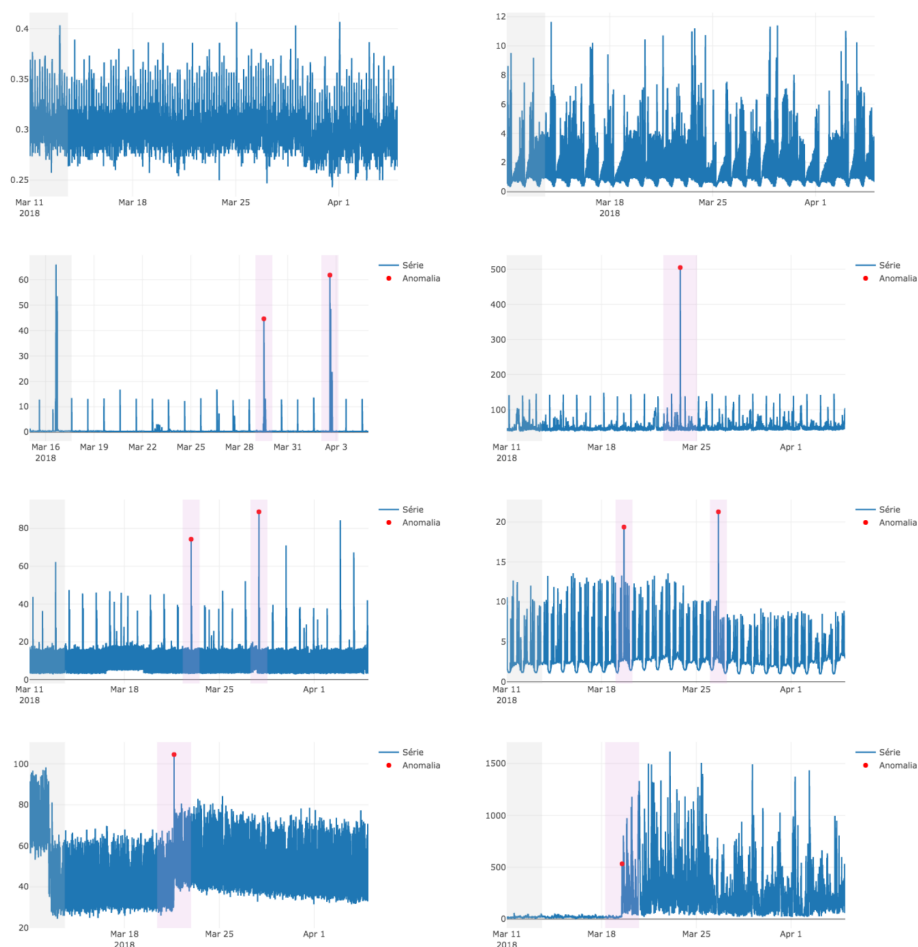 0.4
0.35
0.3
0.25
Mar 11
2018
Mar 18
Mar 25
Apr 1
12
10
8
6
4
2
0
Mar 18
2018
Mar 25
Apr 1
60
50
40
30
20
10
0
Mar 16
2018
Mar 19
Mar 22
Mar 25
Mar 28
Mar 31
Apr 3
Série
Anomalia
500
400
300
200
100
Mar 11
2018
Mar 18
Mar 25
Apr 1
Série
Anomalia
80
60
40
20
0
Mar 11
2018
Mar 18
Mar 25
Apr 1
Série
Anomalia
20
15
10
5
0
Mar 11
2018
Mar 18
Mar 25
Apr 1
Série
Anomalia
100
80
60
40
20
Mar 18
2018
Mar 25
Apr 1
Série
Anomalia
1500
1000
500
0
Mar 11
2018
Mar 18
Mar 25
Apr 1
Série
Anomalia